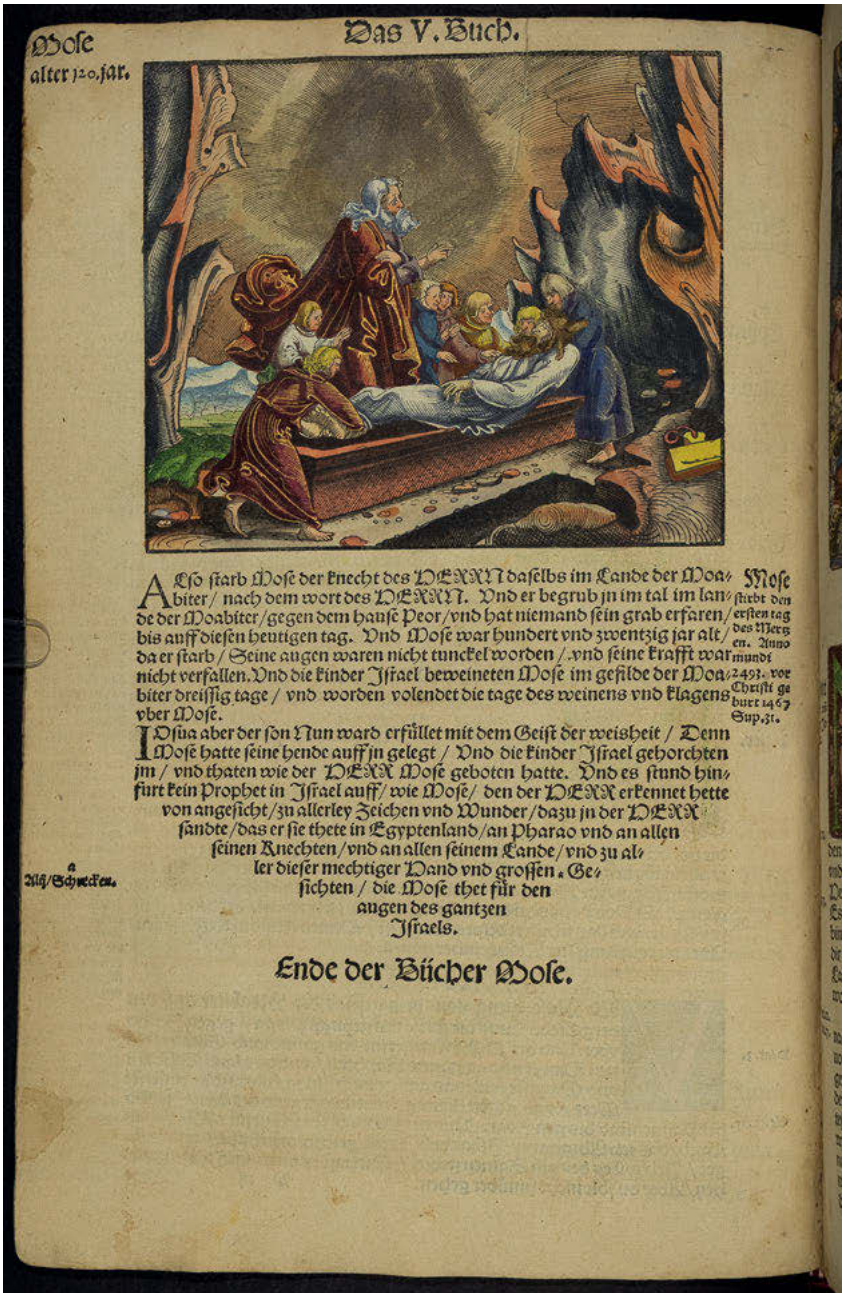 Das V. Buch.
Mose
alter 120. jar.
ALso starb Mose der knecht des HERRN daselbs im Lande der Moa-
biter / nach dem wort des HERRN. Vnd er begrub jn im tal im lan-
de der Moabiter / gegen dem hause Peor / vnd hat niemand sein grab erfaren /
bis auff diesen heutigen tag. Vnd Mose war hundert vnd zwentzig jar alt /
da er starb / Seine augen waren nicht tunckel worden / vnd seine krafft war
nicht verfallen. Vnd die kinder Jsrael beweineten Mose im gefilde der Moa-
biter dreissig tage / vnd worden volendet die tage des weinens vnd klagens
vber Mose.
Mose
stirbt den
ersten tag
des Mertz
en. Anno
mundi
2493. vor
Christi ge
burt 1467
Sup. 31.
JOsua aber der son Nun ward erfüllet mit dem Geist der weisheit / Denn
Mose hatte seine hende auff jn gelegt / Vnd die kinder Jsrael gehorchten
jm / vnd thaten wie der HERR Mose geboten hatte. Vnd es stund hin-
furt kein Prophet in Jsrael auff / wie Mose / den der HERR erkennet hette
von angesicht / zu allerley Zeichen vnd Wunder / dazu jn der HERR
sandte / das er sie thete in Egyptenland / an Pharao vnd an allen
seinen Knechten / vnd an allen seinem Lande / vnd zu al-
ler dieser mechtiger Hand vnd grossen a Ge-
sichten / die Mose thet für den
augen des gantzen
Jsraels.
a
Alij / Schrecken.
Ende der Bücher Mose.